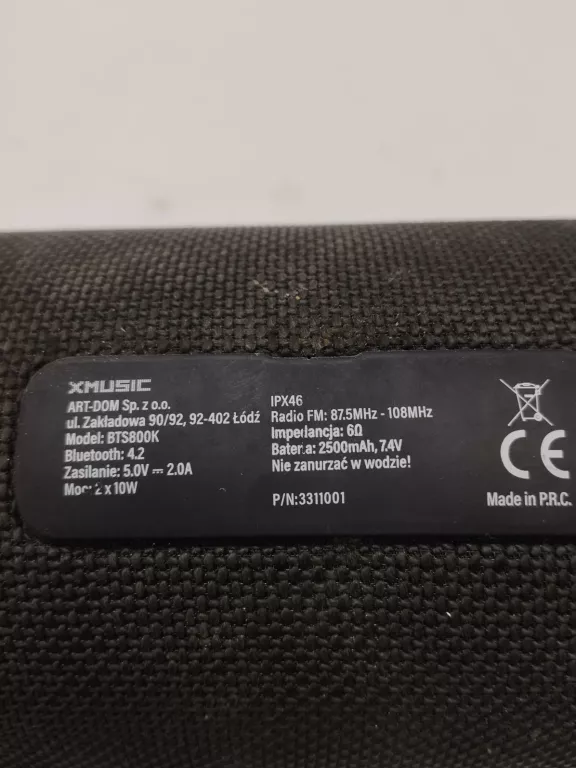 XMUSIC
ART-DOM Sp. z o.o.
ul. Zakładowa 90/92, 92-402 Łódź
Model: BTS800K
Bluetooth: 4.2
Zasilanie: 5.0V ⎓ 2.0A
Moc: 2 x 10W
IPX46
Radio FM: 87.5MHz - 108MHz
Impedancja: 6Ω
Bateria: 2500mAh, 7.4V
Nie zanurzać w wodzie!
P/N:3311001
CE
Made in P.R.C.